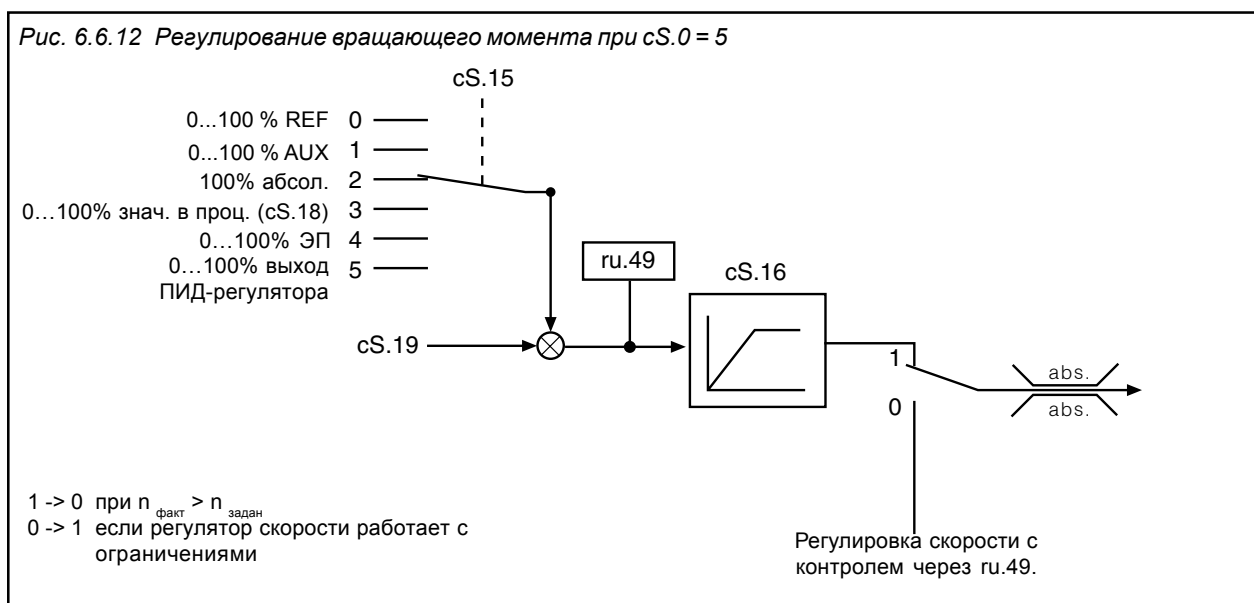 Рис. 6.6.12 Регулирование вращающего момента при cS.0 = 5
cS.15
0...100 % REF 0
0...100 % AUX 1
100% абсол. 2
0…100% знач. в проц. (cS.18) 3
0…100% ЭП 4
0…100% выход 5
ПИД-регулятора
ru.49
cS.16
cS.19
1
0
abs.
abs.
1 -> 0 при n факт > n задан
0 -> 1 если регулятор скорости работает с
ограничениями
Регулировка скорости с
контролем через ru.49.